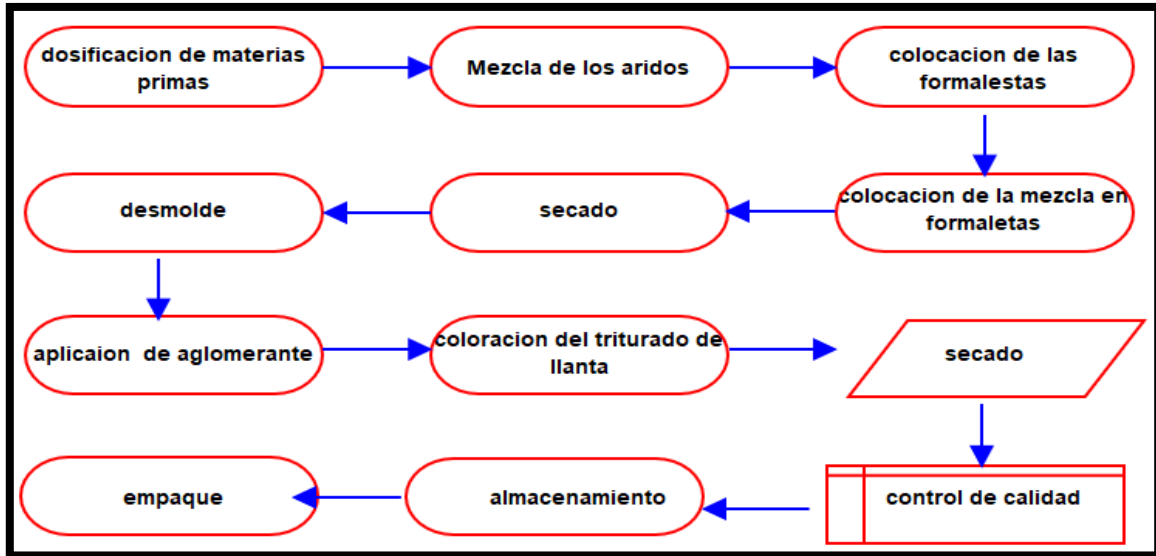 dosificacion de materias
primas
Mezcla de los aridos
colocacion de las
formalestas
colocacion de la mezcla en
formaletas
secado
desmolde
aplicaion de aglomerante
coloracion del triturado de
llanta
secado
control de calidad
almacenamiento
empaque